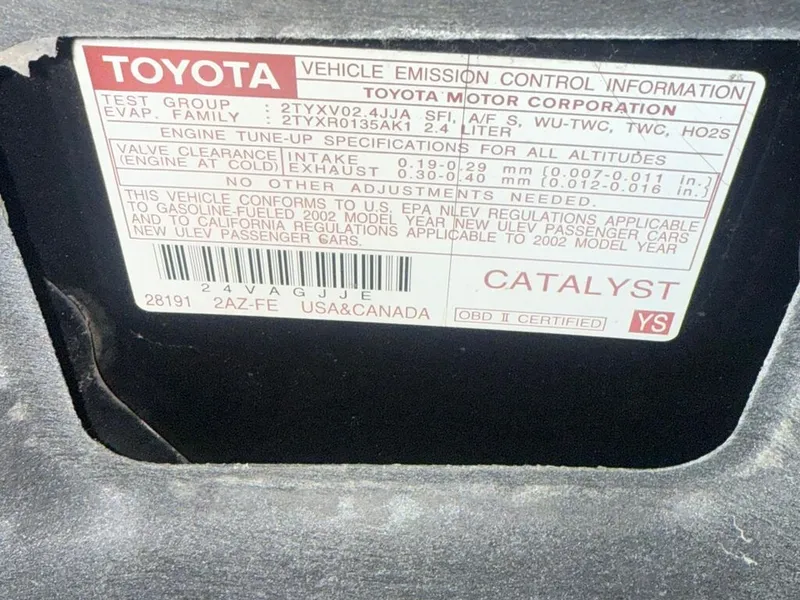 TOYOTA VEHICLE EMISSION CONTROL INFORMATION
TOYOTA MOTOR CORPORATION
TEST GROUP : 2TYXV02.4JJA SFI, A/F S, WU-TWC, TWC, HO2S
EVAP. FAMILY : 2TYXR0135AK1 2.4 LITER
ENGINE TUNE-UP SPECIFICATIONS FOR ALL ALTITUDES
VALVE CLEARANCE INTAKE 0.19-0.29 mm (0.007-0.011 in.)
(ENGINE AT COLD) EXHAUST 0.30-0.40 mm (0.012-0.016 in.)
NO OTHER ADJUSTMENTS NEEDED.
THIS VEHICLE CONFORMS TO U.S. EPA NLEV REGULATIONS APPLICABLE
TO GASOLINE-FUELED 2002 MODEL YEAR NEW ULEV PASSENGER CARS
AND TO CALIFORNIA REGULATIONS APPLICABLE TO 2002 MODEL YEAR
NEW ULEV PASSENGER CARS.
24VAGJJE
CATALYST
28191 2AZ-FE USA&CANADA
OBD II CERTIFIED YS